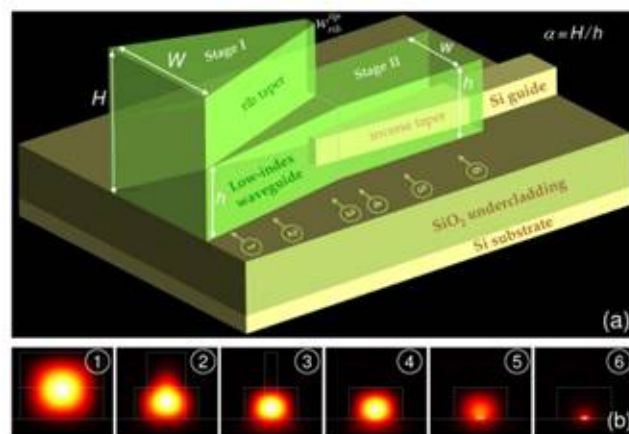 Stage I
W
α = H/h
H
rib taper
Stage II
w
h
Si guide
inverse taper
Low-index
waveguide
h
SiO₂ undercladding
Si substrate
(a)
1 2 3 4 5 6
(b)